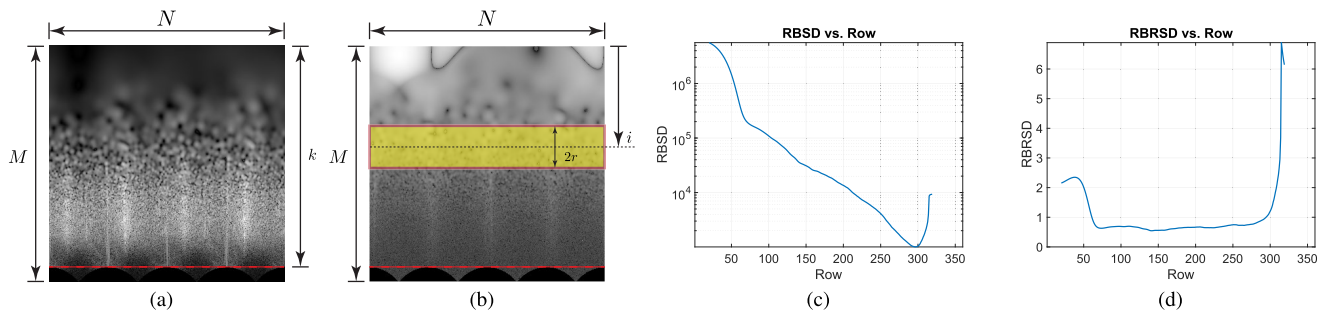 N
M
k
(a)
N
M
i
2r
(b)
RBSD vs. Row
RBSD
10^6
10^5
10^4
0 50 100 150 200 250 300 350
Row
(c)
RBRSD vs. Row
RBRSD
6
5
4
3
2
1
0
0 50 100 150 200 250 300 350
Row
(d)